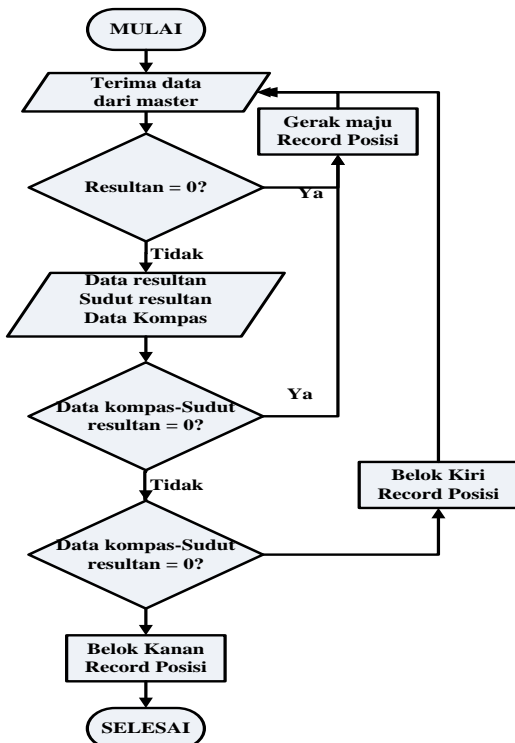 MULAI
Terima data
dari master
Gerak maju
Record Posisi
Resultan = 0?
Ya
Tidak
Data resultan
Sudut resultan
Data Kompas
Data kompas-Sudut
resultan = 0?
Ya
Tidak
Belok Kiri
Record Posisi
Data kompas-Sudut
resultan = 0?
Belok Kanan
Record Posisi
SELESAI